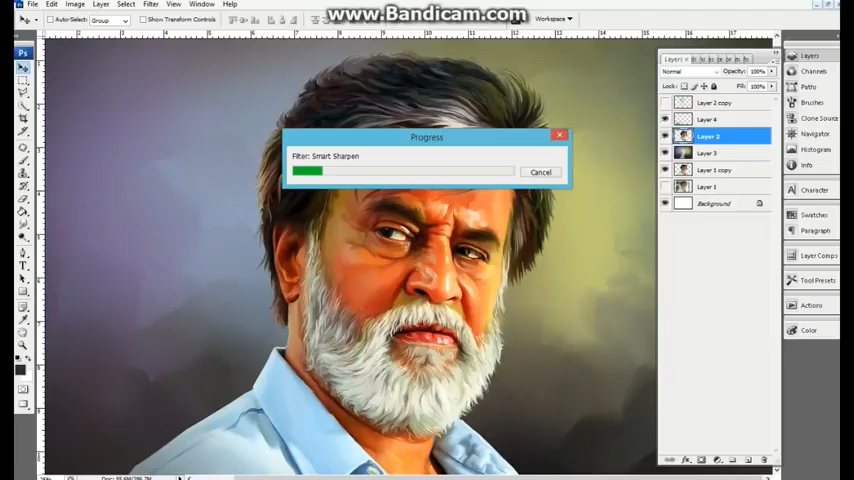 www.Bandicam.com
Ps File Edit Image Layer Select Filter View Window Help
Auto-Select: Group Show Transform Controls Workspace
Layers
Normal Opacity: 100%
Lock: Fill: 100%
Layer 2 copy
Layer 4
Layer 2
Layer 3
Layer 1 copy
Layer 1
Background
Progress
Filter: Smart Sharpen
Cancel
Layers
Channels
Paths
Brushes
Clone Source
Navigator
Histogram
Info
Character
Swatches
Paragraph
Layer Comps
Tool Presets
Actions
Color
Ps
T